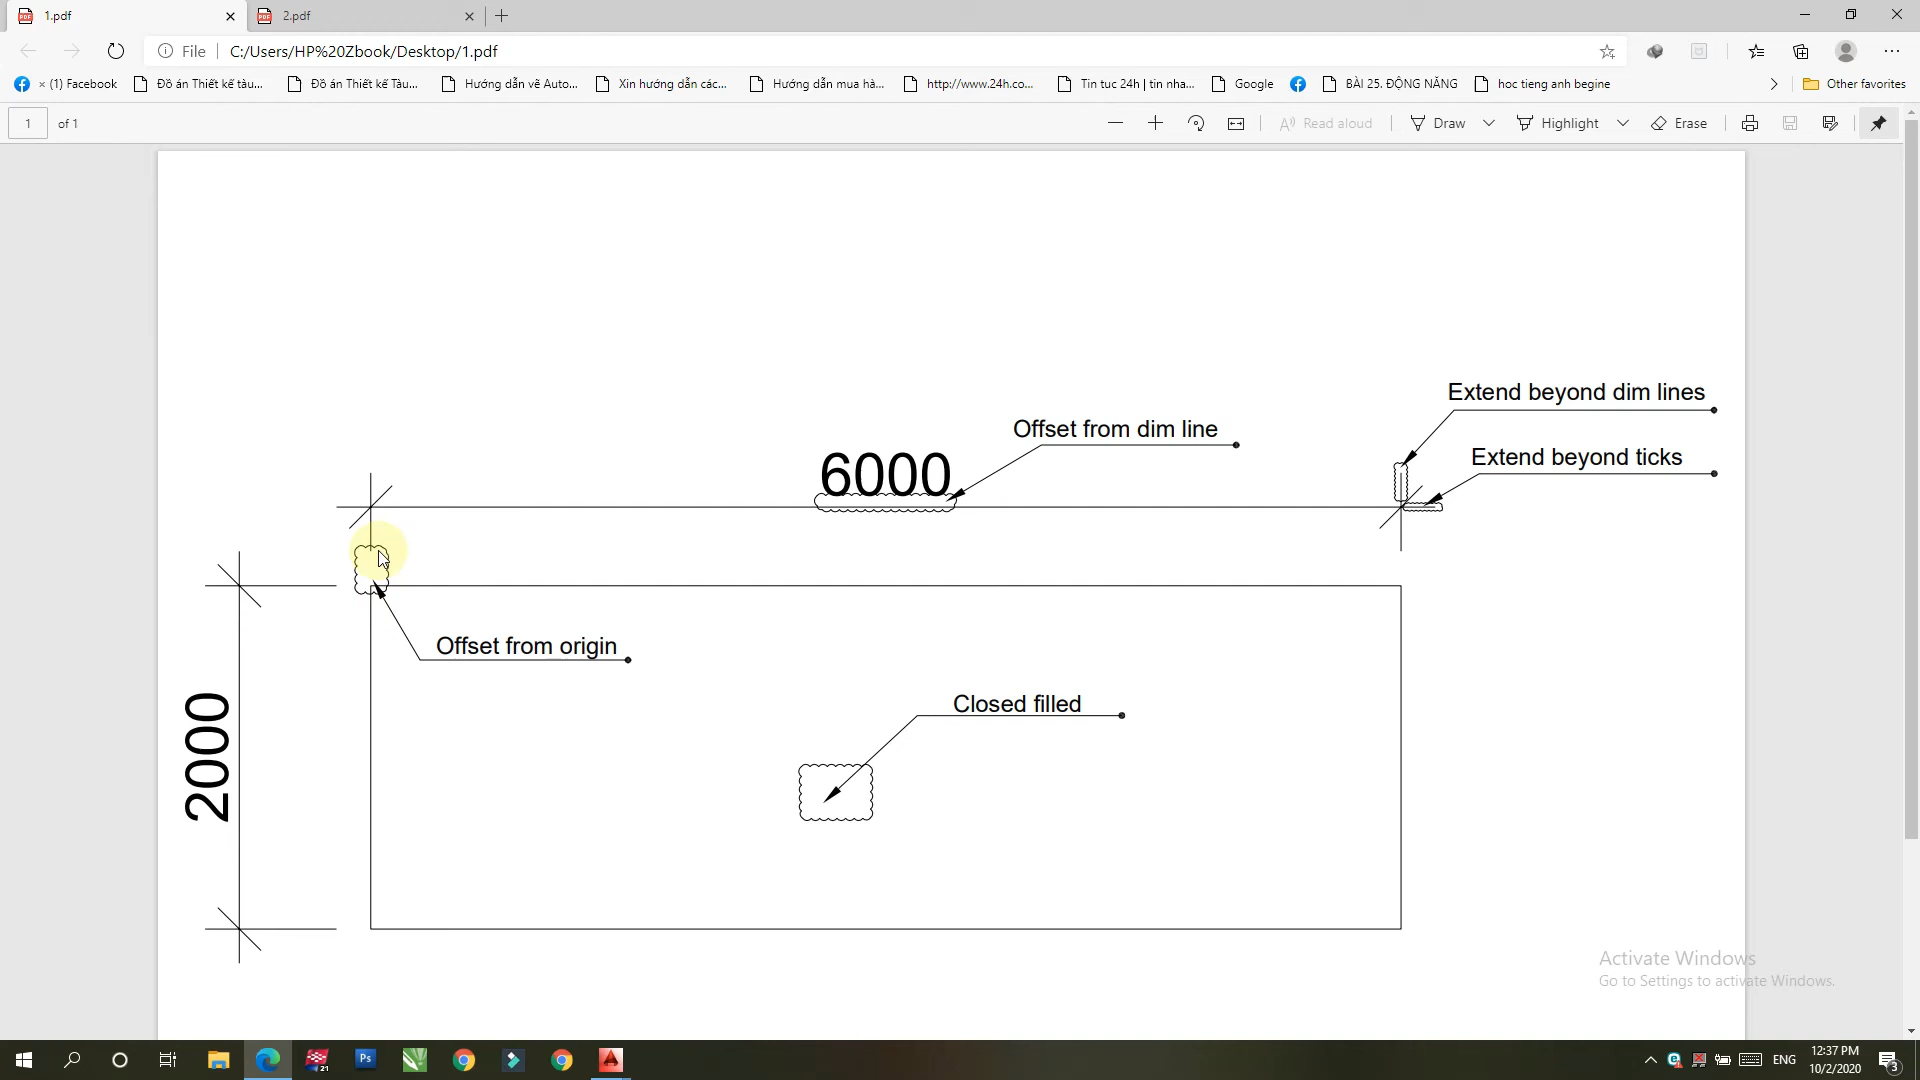 1.pdf
2.pdf
File
C:/Users/HP%20Zbook/Desktop/1.pdf
× (1) Facebook
Đồ án Thiết kế tàu...
Đồ án Thiết Kế Tàu...
Hướng dẫn vẽ Auto...
Xin hướng dẫn các...
Hướng dẫn mua hà...
http://www.24h.co...
Tin tuc 24h | tin nha...
Google
BÀI 25. ĐỘNG NĂNG
hoc tieng anh begine
Other favorites
1 of 1
Read aloud
Draw
Highlight
Erase
Extend beyond dim lines
Offset from dim line
Extend beyond ticks
6000
Offset from origin
2000
Closed filled
Activate Windows
Go to Settings to activate Windows.
21
Ps
ENG
12:37 PM
10/2/2020
3